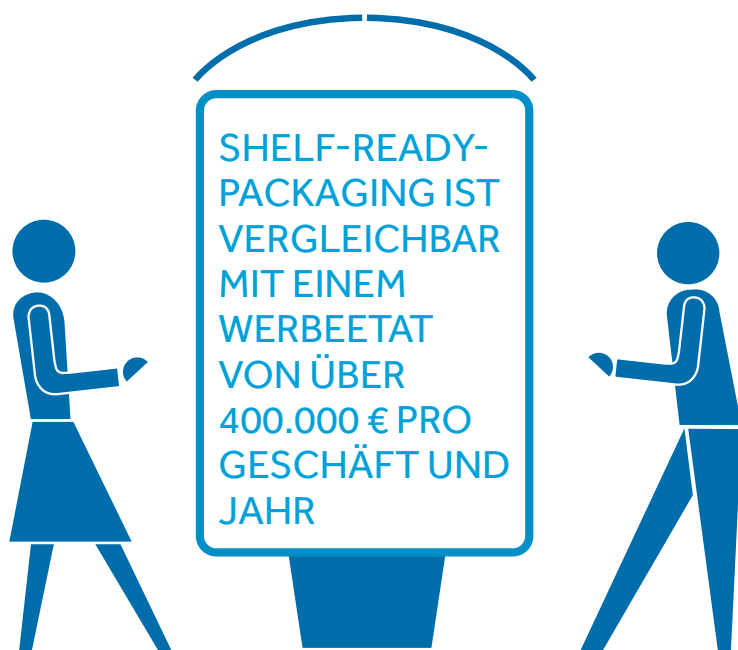 SHELF-READY-
PACKAGING IST
VERGLEICHBAR
MIT EINEM
WERBEETAT
VON ÜBER
400.000 € PRO
GESCHÄFT UND
JAHR